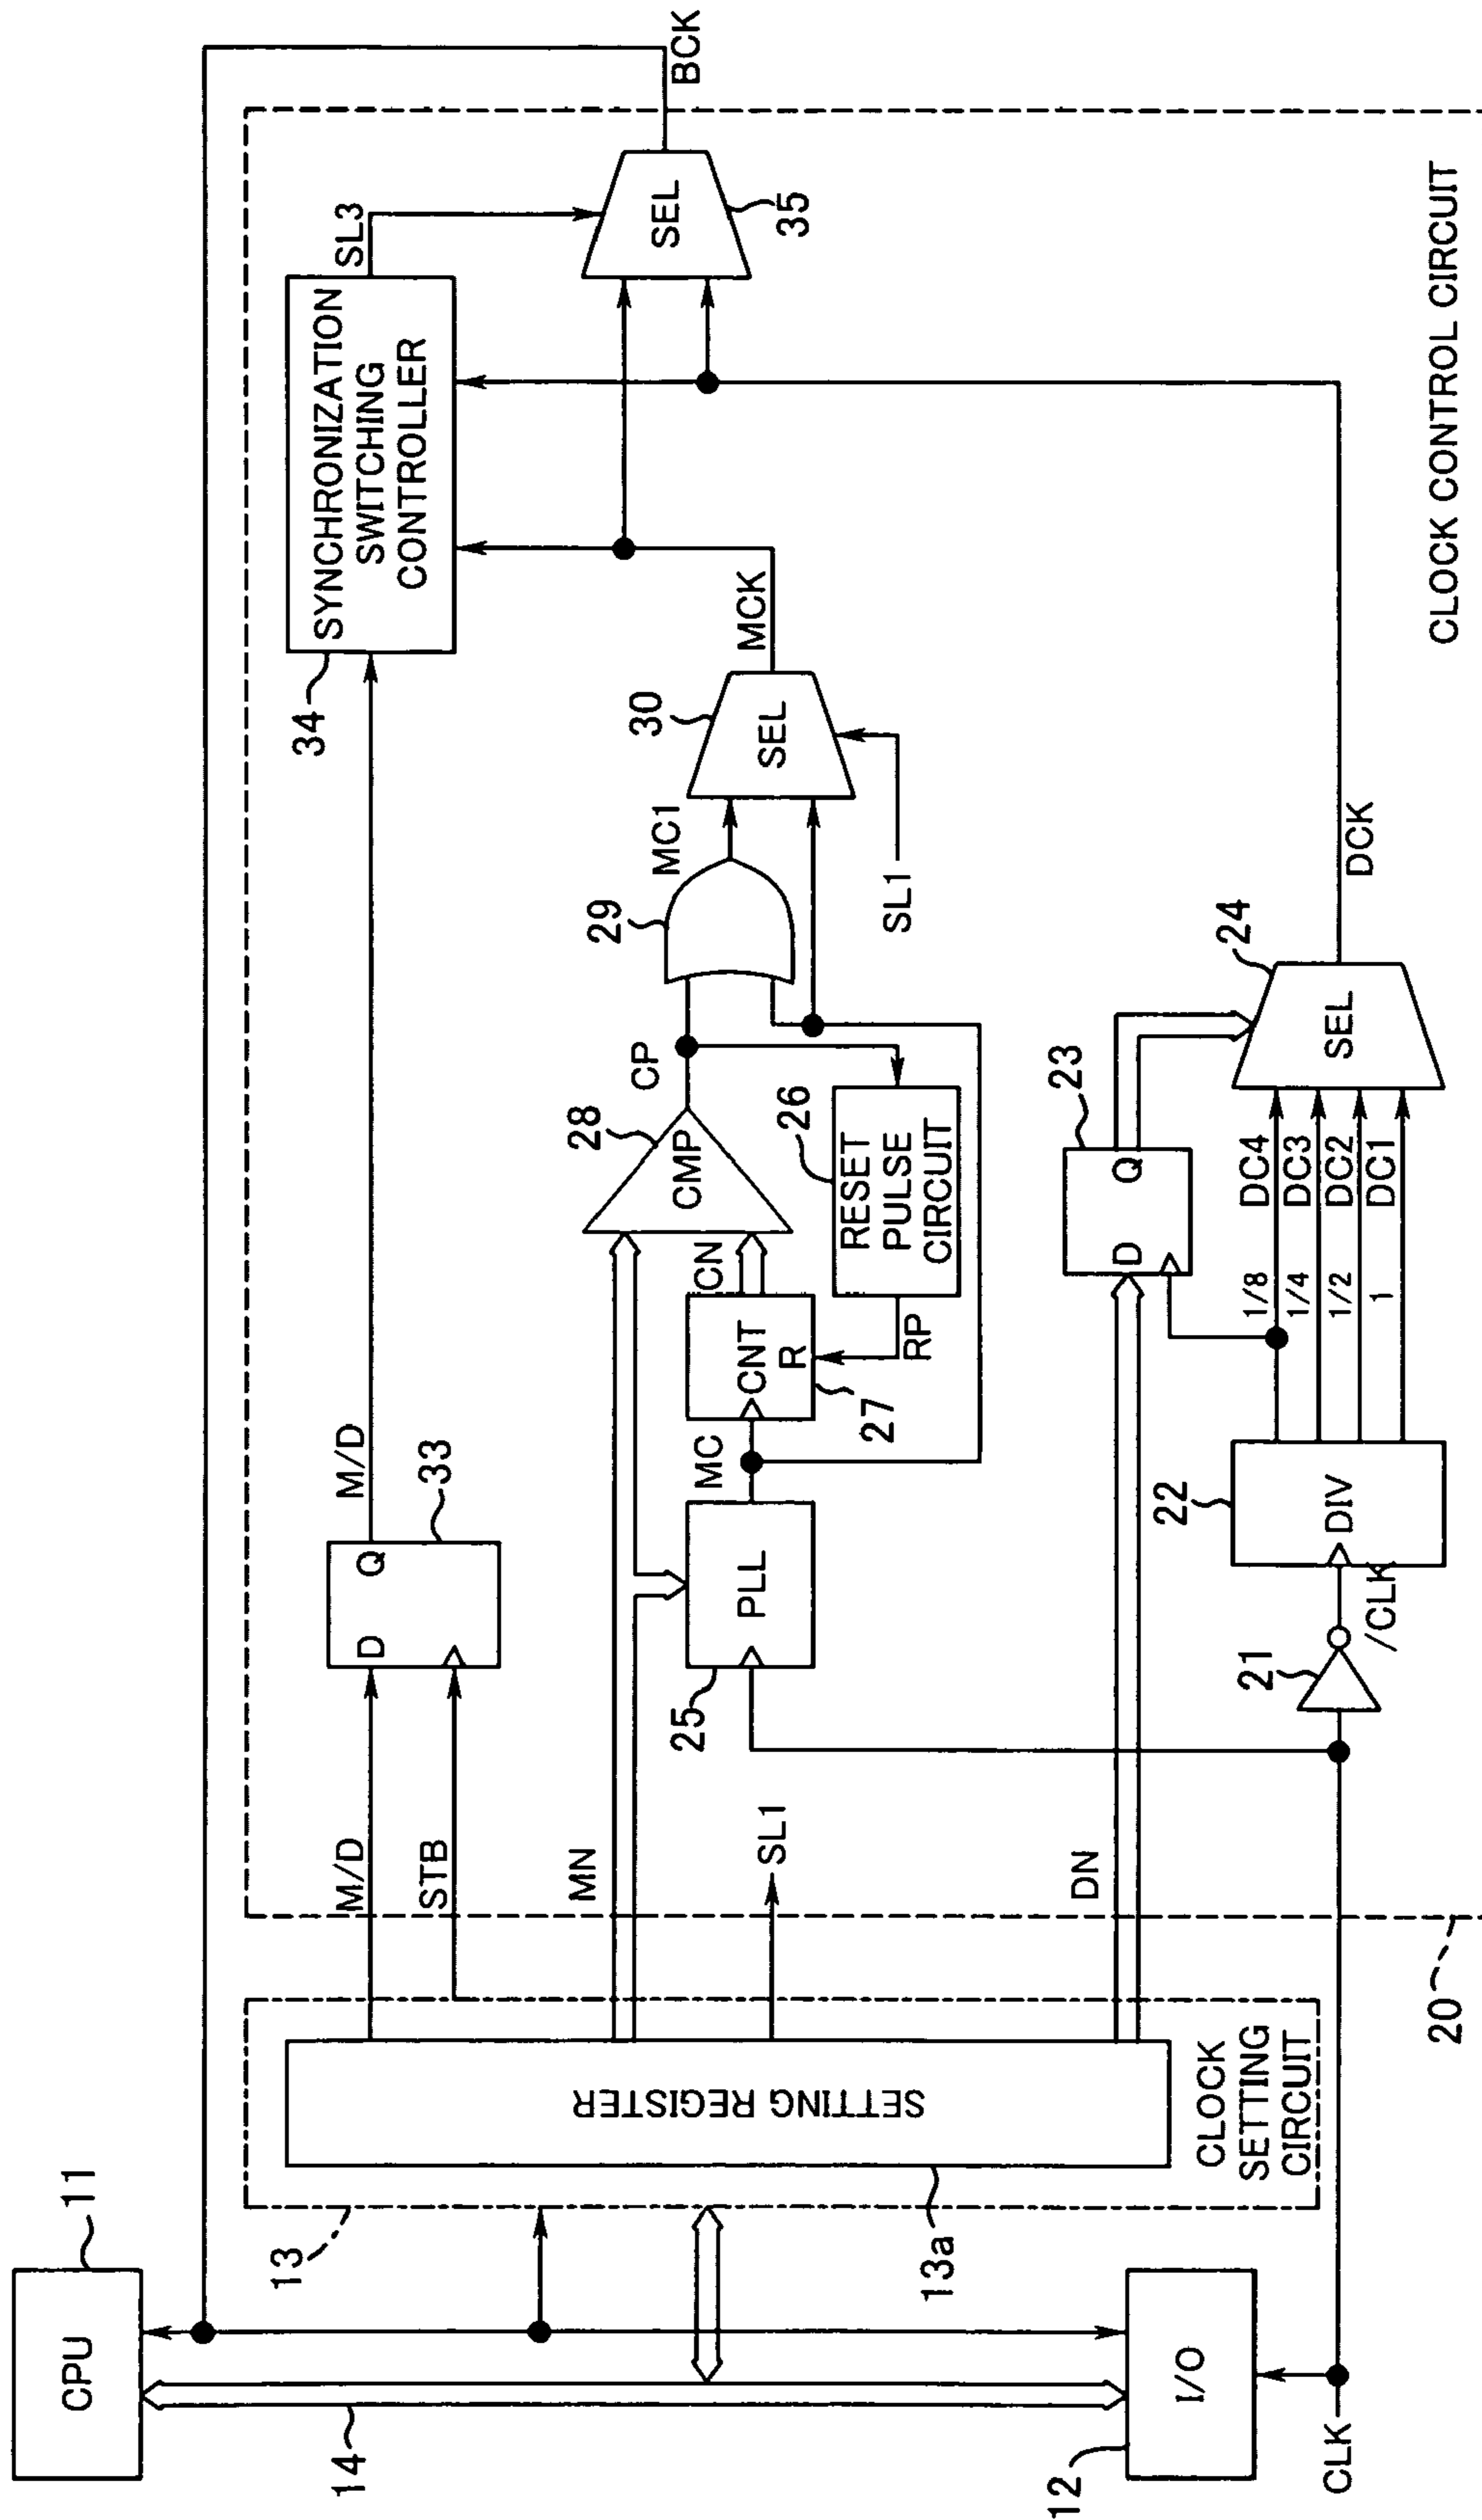 CPU
11
14
12
I/O
CLK
13
13a
SETTING REGISTER
CLOCK
SETTING
CIRCUIT
20
M/D
STB
MN
SL1
DN
D
Q
33
M/D
25
PLL
MC
CNT
R
27
CN
RP
RESET
PULSE
CIRCUIT
26
CMP
28
CP
29
MC1
SEL
30
SL1
MCK
34
SYNCHRONIZATION
SWITCHING
CONTROLLER
SL3
SEL
35
BCK
21
/CLK
DIV
22
1/8
DC4
1/4
DC3
1/2
DC2
1
DC1
D
Q
23
SEL
24
DCK
CLOCK CONTROL CIRCUIT